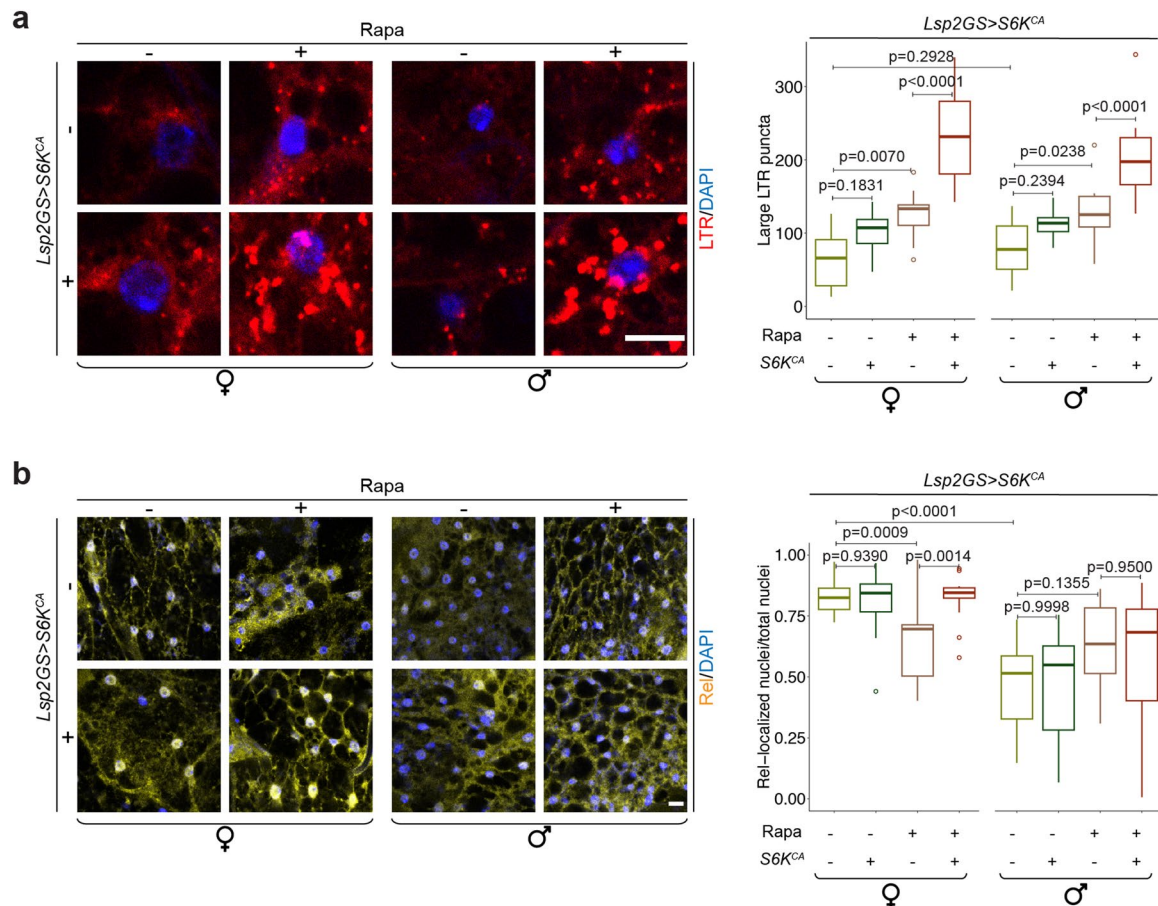 a
Rapa
- + - +
Lsp2GS>S6K^CA
-
+
LTR/DAPI
♀ ♂
Lsp2GS>S6K^CA
Large LTR puncta
300
200
100
0
p=0.2928
p<0.0001
p<0.0001
p=0.0070
p=0.0238
p=0.1831
p=0.2394
Rapa - - + + - - + +
S6K^CA - + - + - + - +
♀ ♂
b
Rapa
- + - +
Lsp2GS>S6K^CA
-
+
Rel/DAPI
♀ ♂
Lsp2GS>S6K^CA
Rel-localized nuclei/total nuclei
1.00
0.75
0.50
0.25
0.00
p<0.0001
p=0.0009
p=0.9390 p=0.0014
p=0.9500
p=0.1355
p=0.9998
Rapa - - + + - - + +
S6K^CA - + - + - + - +
♀ ♂